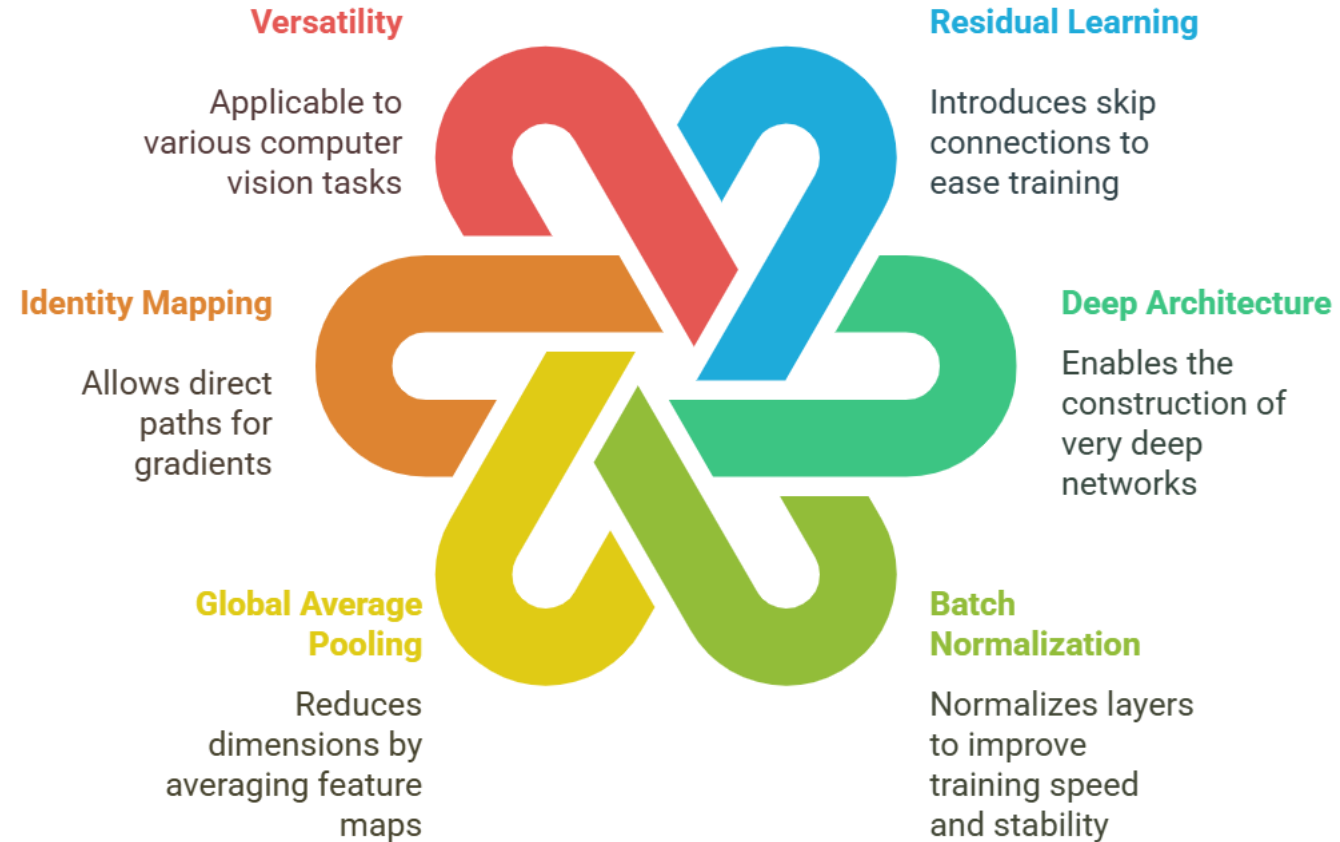 Versatility
Applicable to
various computer
vision tasks
Residual Learning
Introduces skip
connections to
ease training
Identity Mapping
Allows direct
paths for
gradients
Deep Architecture
Enables the
construction of
very deep
networks
Global Average
Pooling
Reduces
dimensions by
averaging feature
maps
Batch
Normalization
Normalizes layers
to improve
training speed
and stability